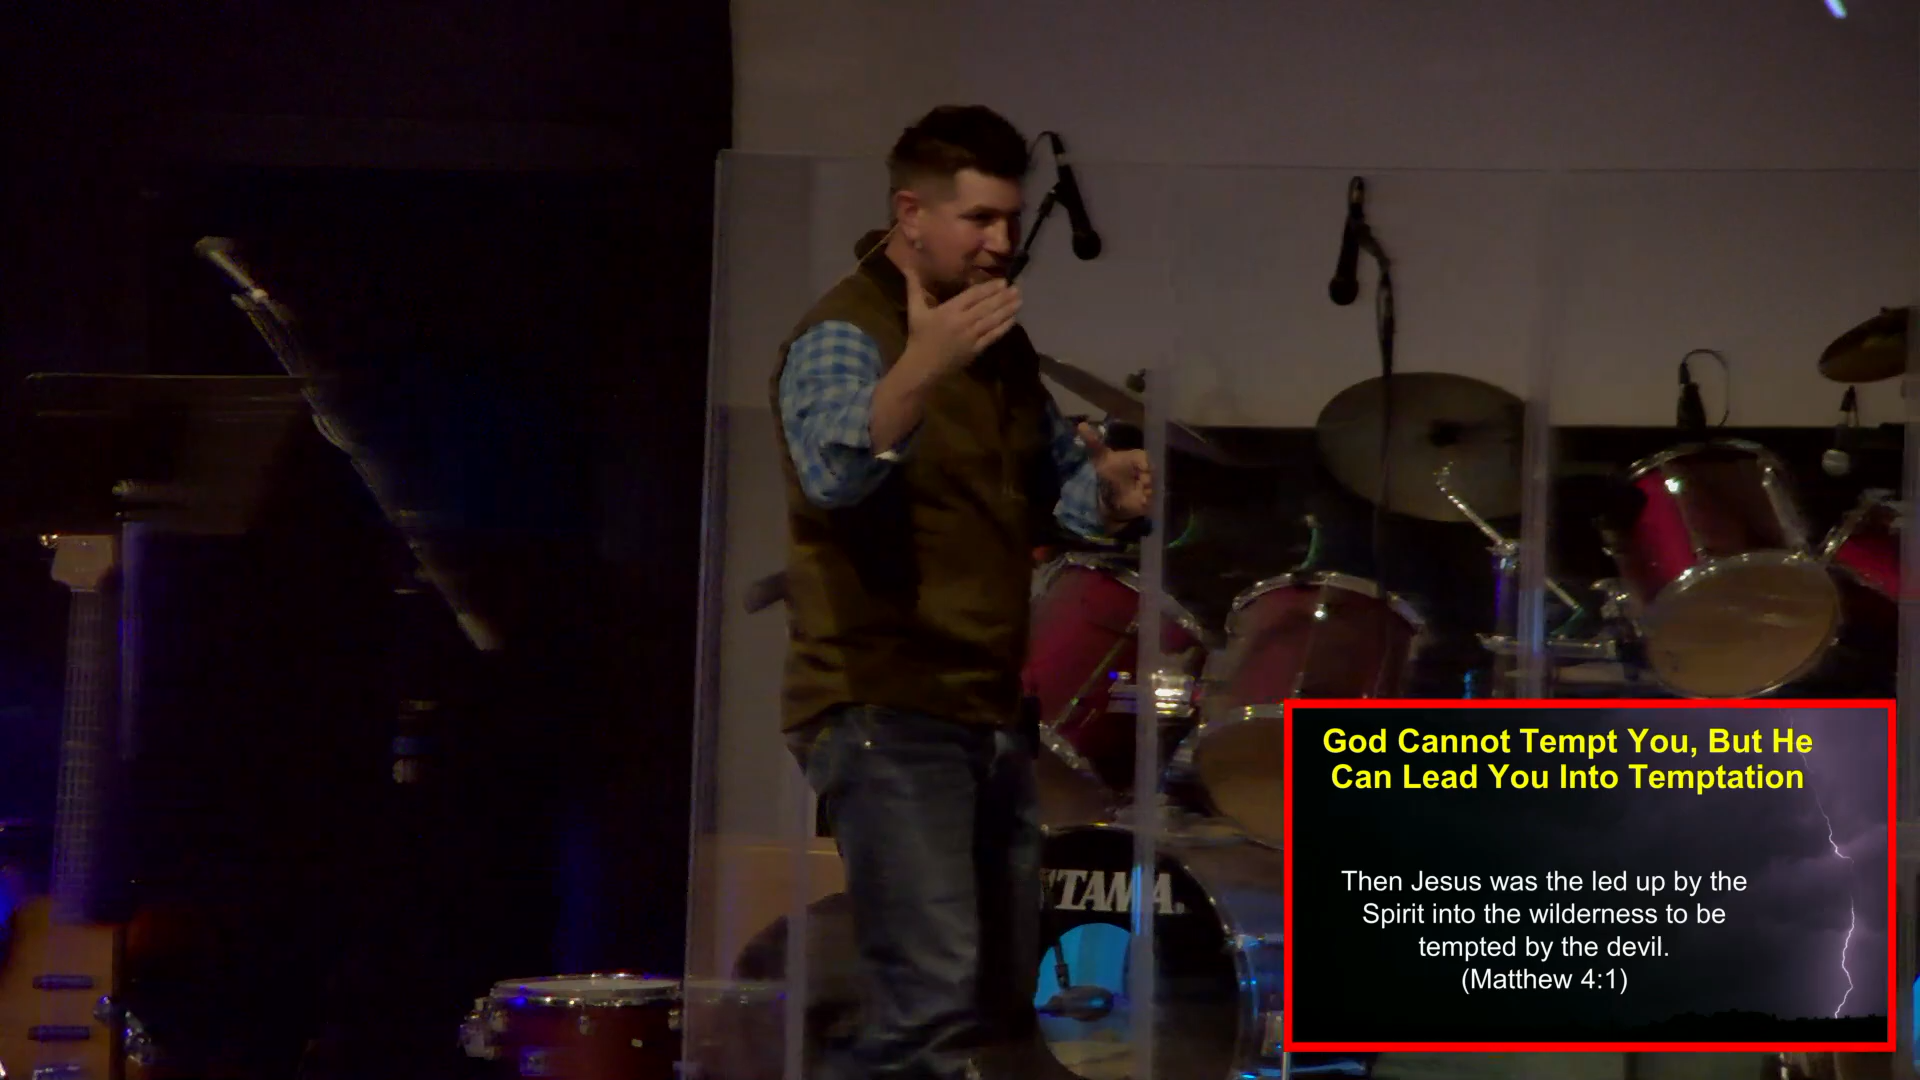 TAMA
God Cannot Tempt You, But He
Can Lead You Into Temptation
Then Jesus was the led up by the
Spirit into the wilderness to be
tempted by the devil.
(Matthew 4:1)